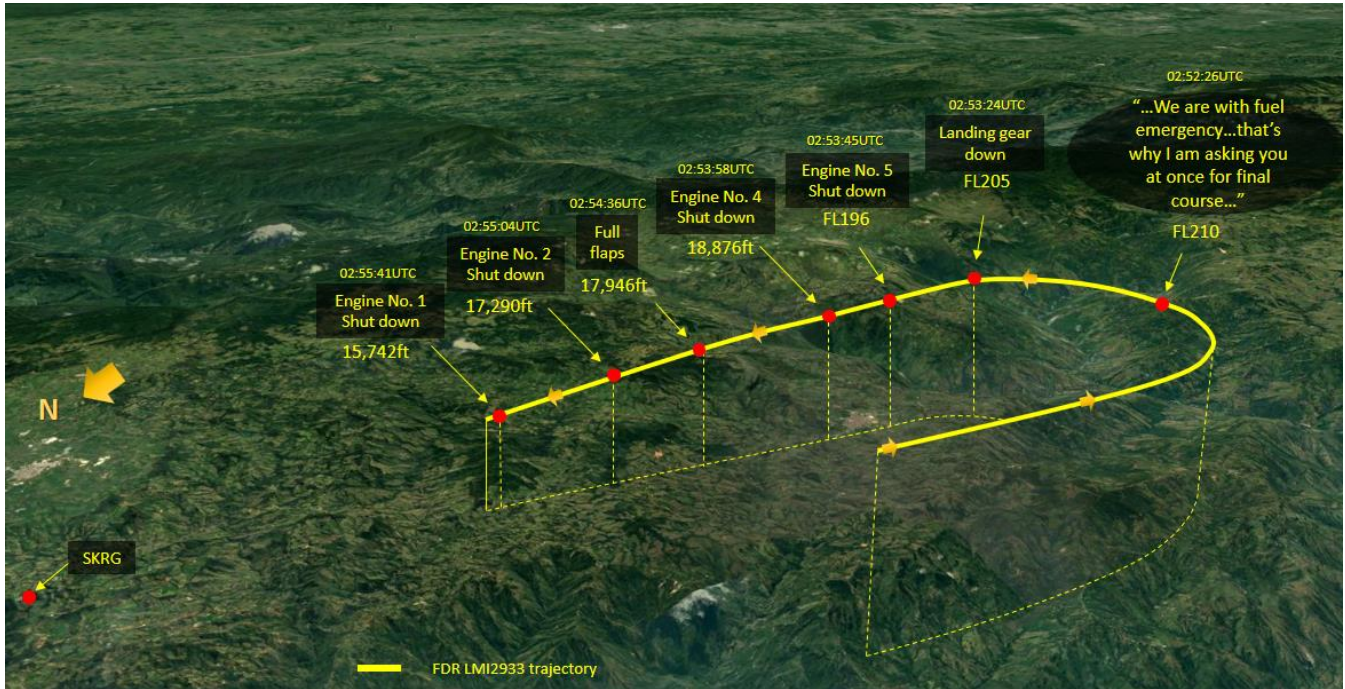 02:52:26UTC
“...We are with fuel
emergency...that’s
why I am asking you
at once for final
course...”
FL210
02:53:24UTC
Landing gear
down
FL205
02:53:45UTC
Engine No. 5
Shut down
FL196
02:53:58UTC
Engine No. 4
Shut down
18,876ft
02:54:36UTC
Full
flaps
17,946ft
02:55:04UTC
Engine No. 2
Shut down
17,290ft
02:55:41UTC
Engine No. 1
Shut down
15,742ft
N
SKRG
FDR LMI2933 trajectory